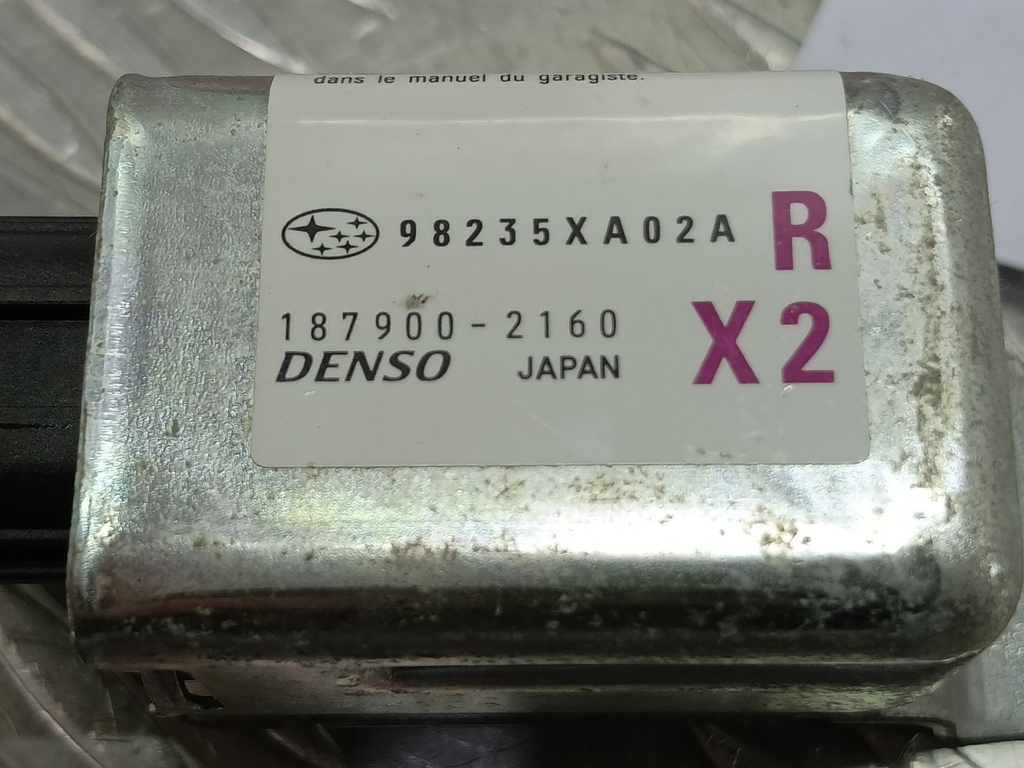 dans le manuel du garagiste.
98235XA02A R
187900-2160
DENSO JAPAN X2